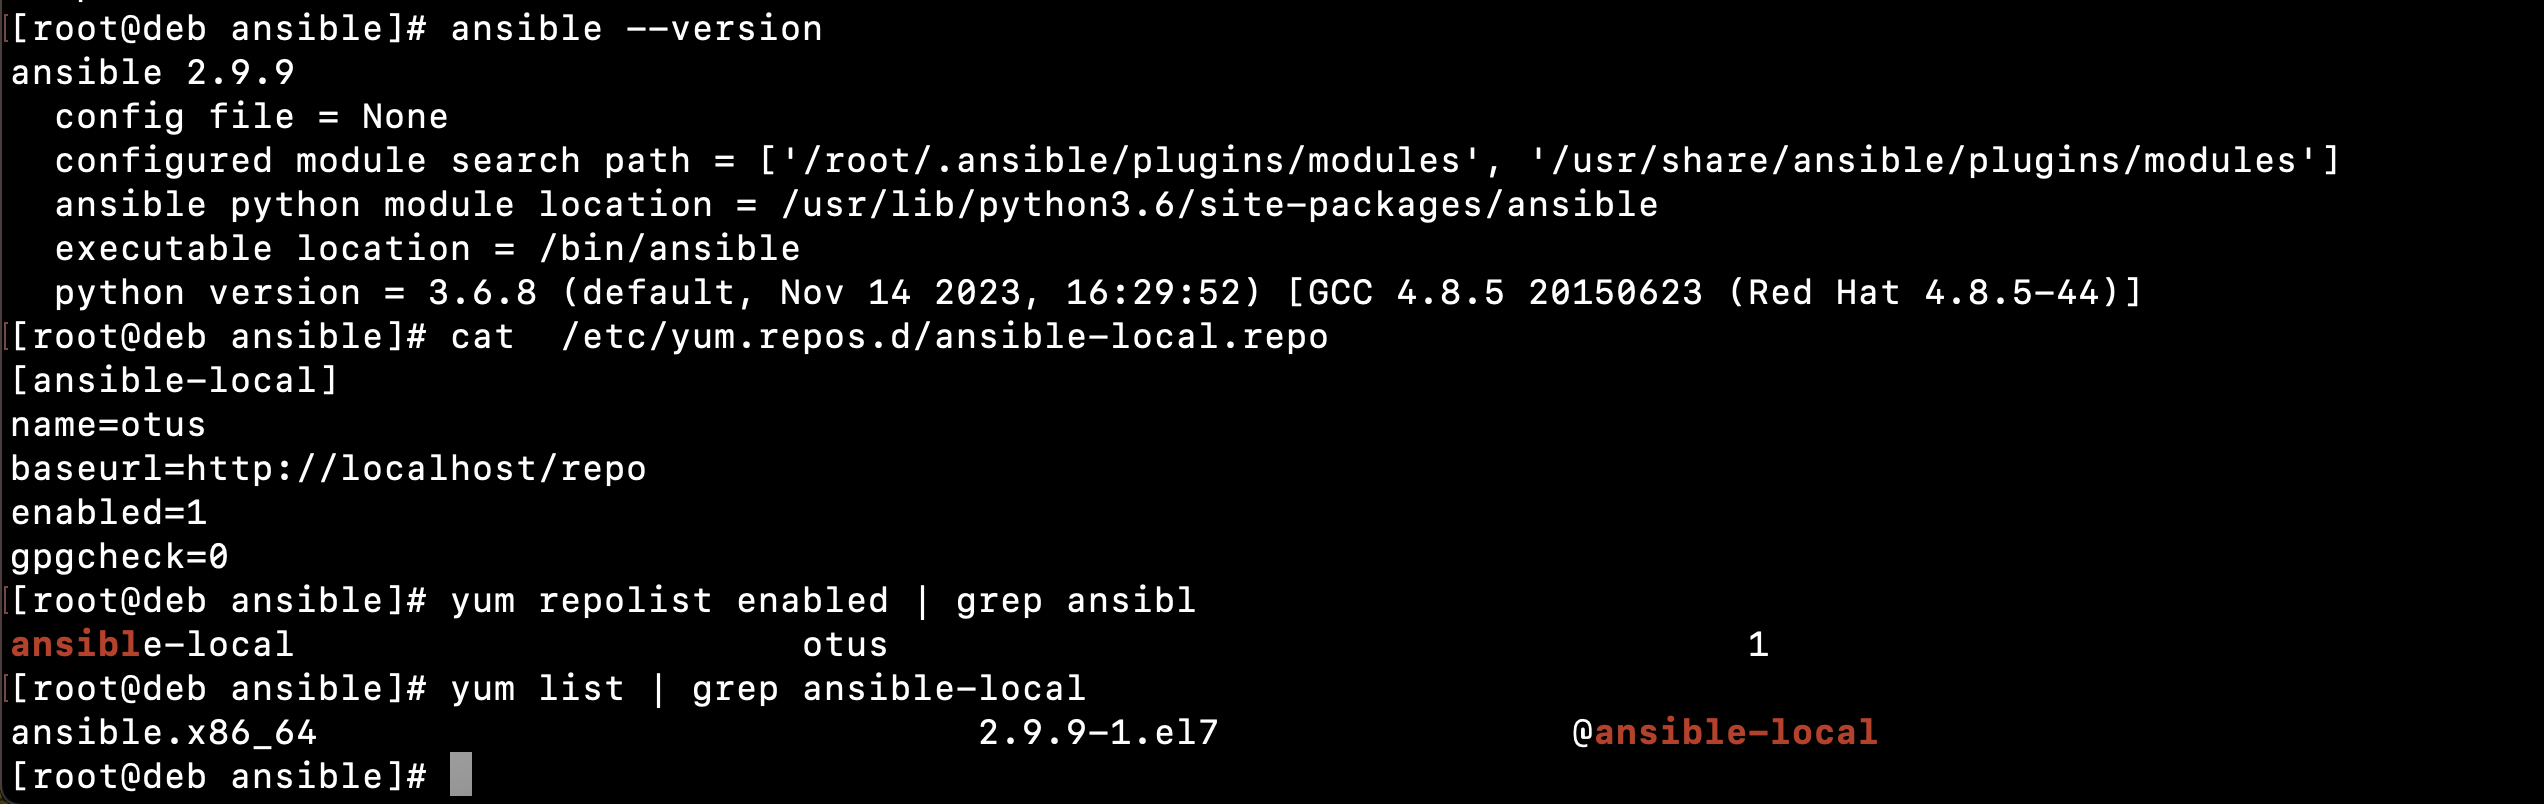 [root@deb ansible]# ansible --version
ansible 2.9.9
  config file = None
  configured module search path = ['/root/.ansible/plugins/modules', '/usr/share/ansible/plugins/modules']
  ansible python module location = /usr/lib/python3.6/site-packages/ansible
  executable location = /bin/ansible
  python version = 3.6.8 (default, Nov 14 2023, 16:29:52) [GCC 4.8.5 20150623 (Red Hat 4.8.5-44)]
[root@deb ansible]# cat  /etc/yum.repos.d/ansible-local.repo
[ansible-local]
name=otus
baseurl=http://localhost/repo
enabled=1
gpgcheck=0
[root@deb ansible]# yum repolist enabled | grep ansibl
ansible-local                       otus                                       1
[root@deb ansible]# yum list | grep ansible-local
ansible.x86_64                              2.9.9-1.el7                @ansible-local
[root@deb ansible]#